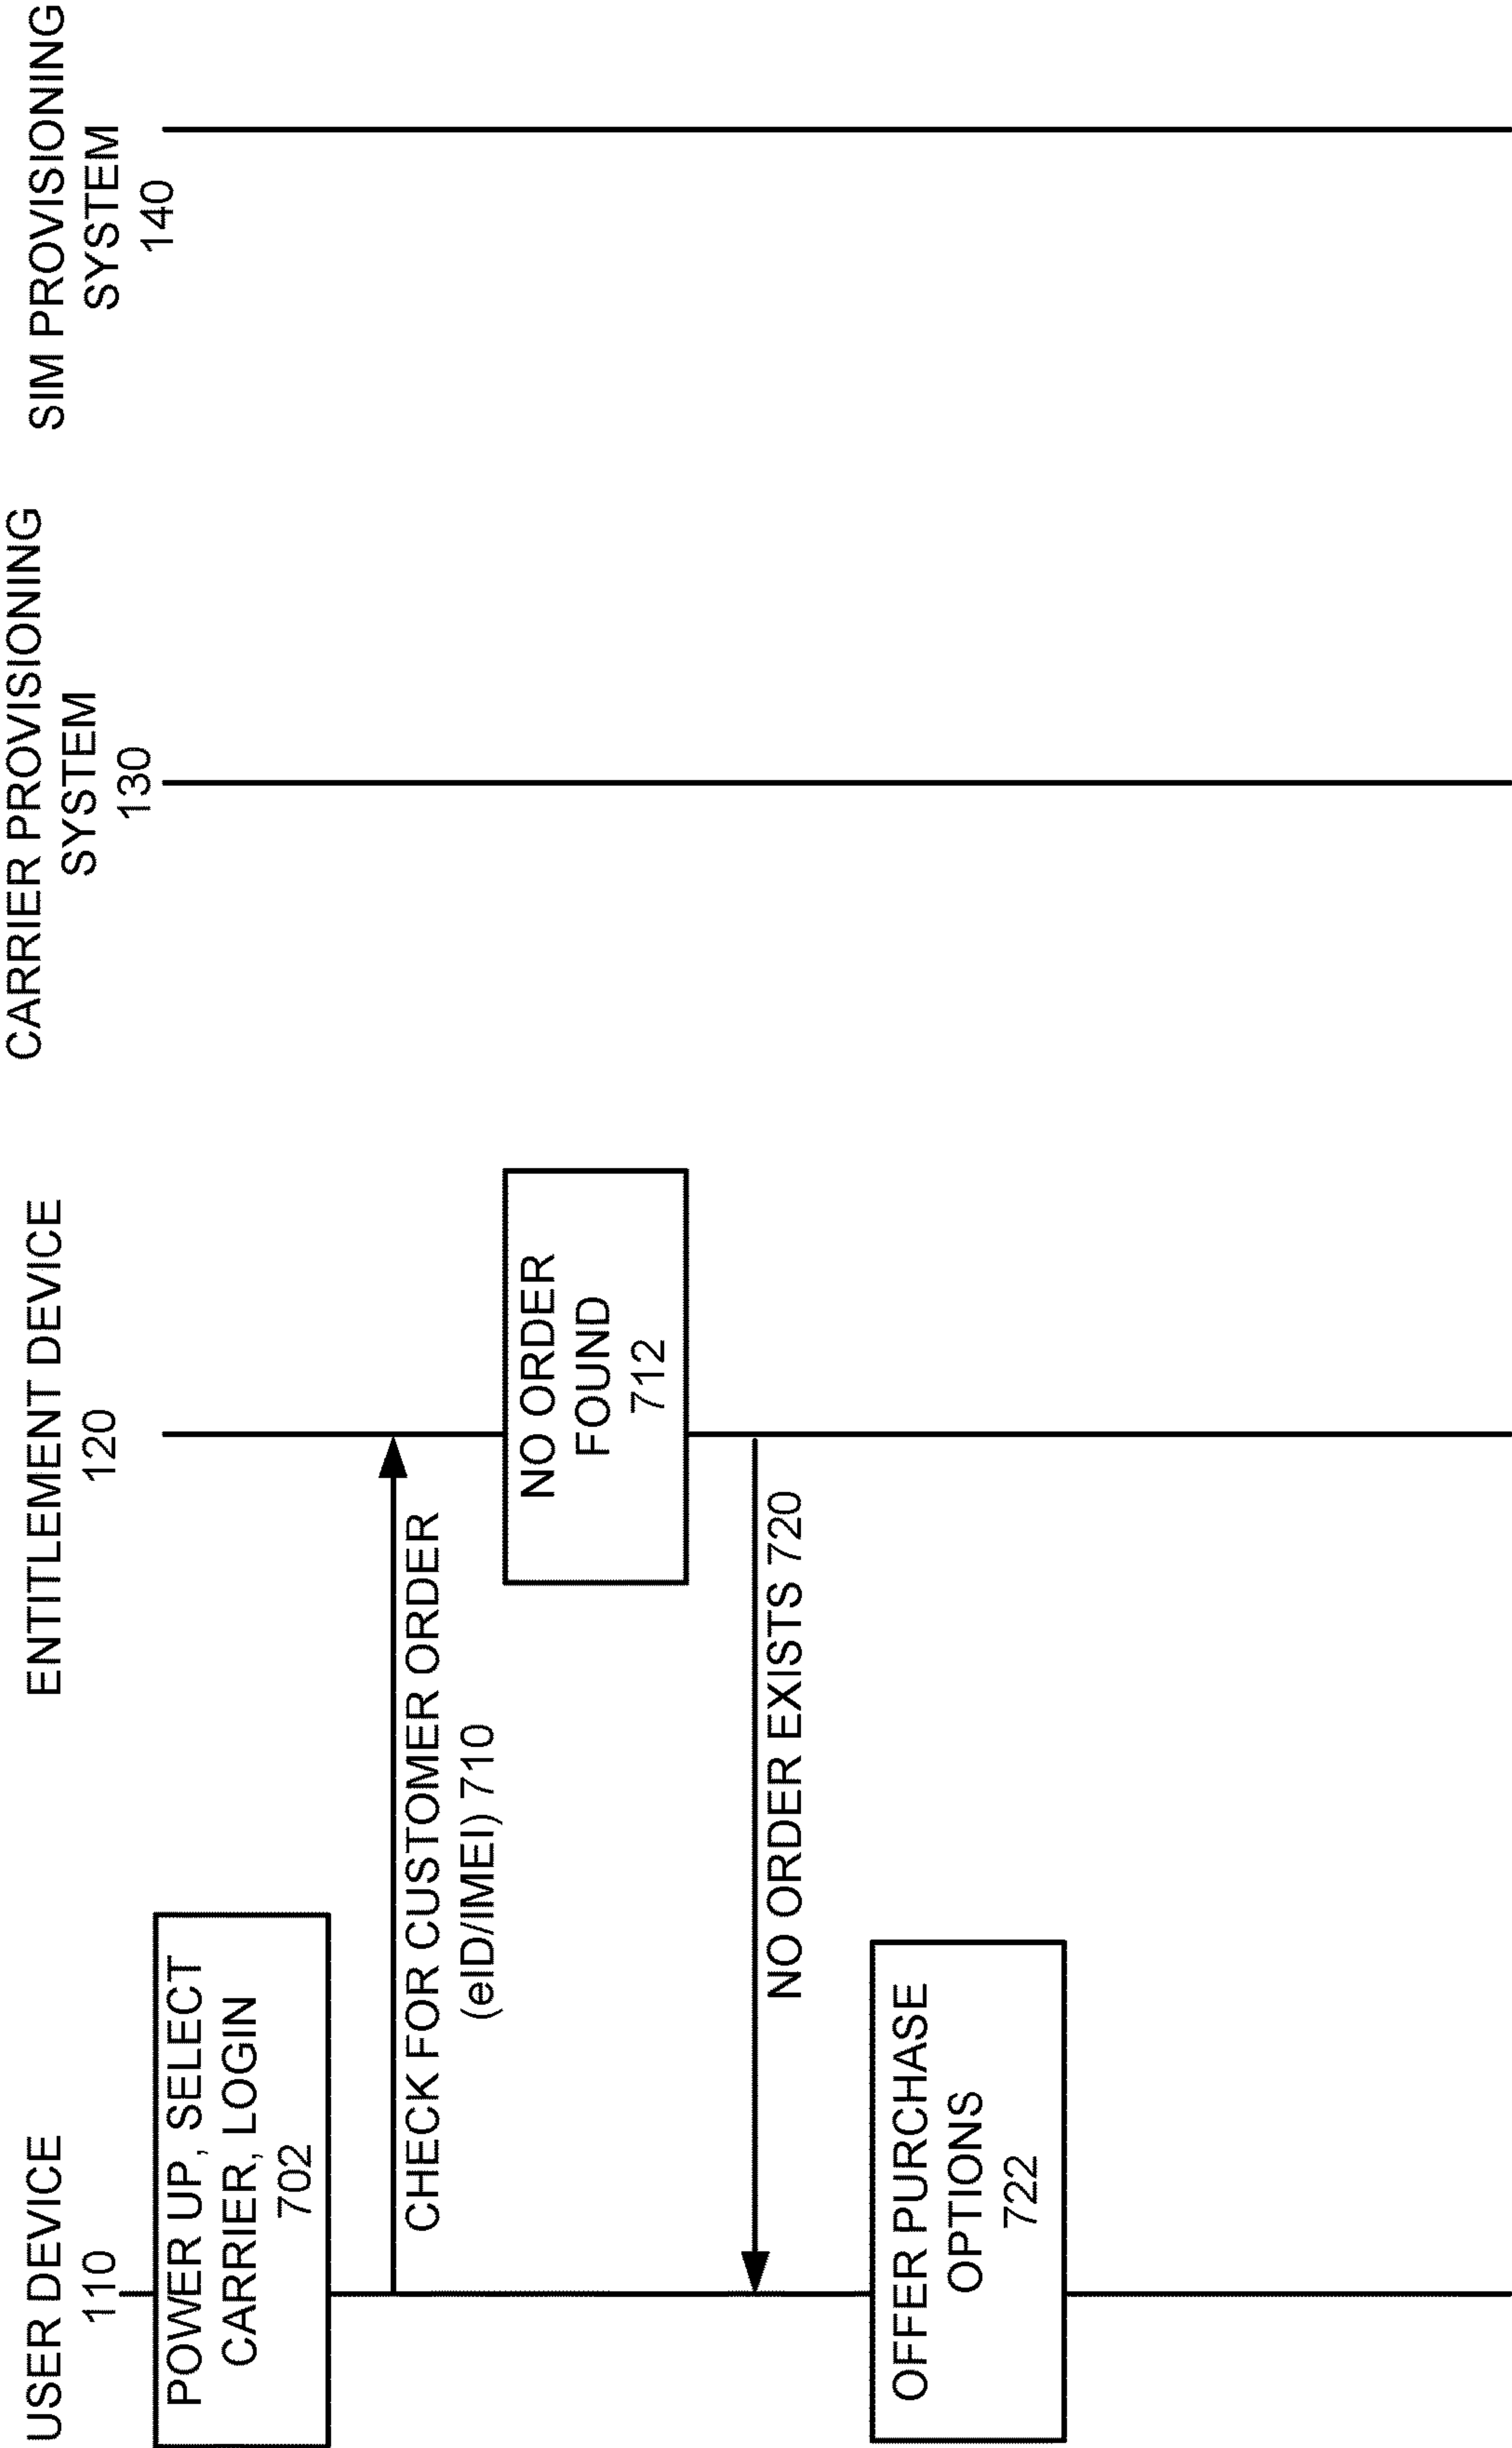 USER DEVICE
110
ENTITLEMENT DEVICE
120
CARRIER PROVISIONING
SYSTEM
130
SIM PROVISIONING
SYSTEM
140
POWER UP, SELECT
CARRIER, LOGIN
702
CHECK FOR CUSTOMER ORDER
(eID/IMEI) 710
NO ORDER
FOUND
712
NO ORDER EXISTS 720
OFFER PURCHASE
OPTIONS
722